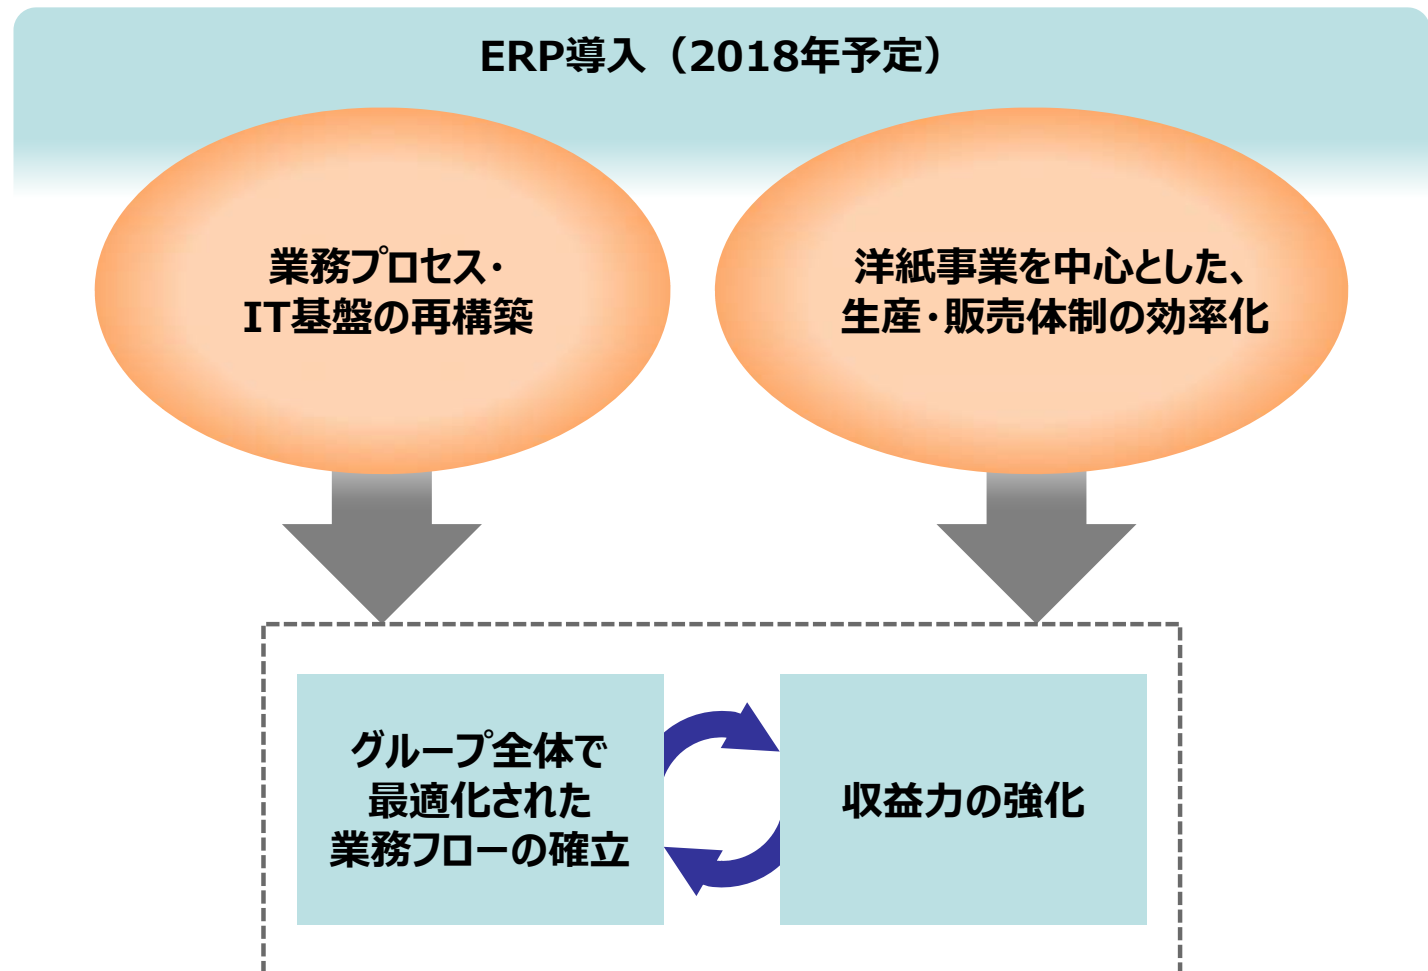 ERP導入（2018年予定）
業務プロセス・
IT基盤の再構築
洋紙事業を中心とした、
生産・販売体制の効率化
グループ全体で
最適化された
業務フローの確立
収益力の強化